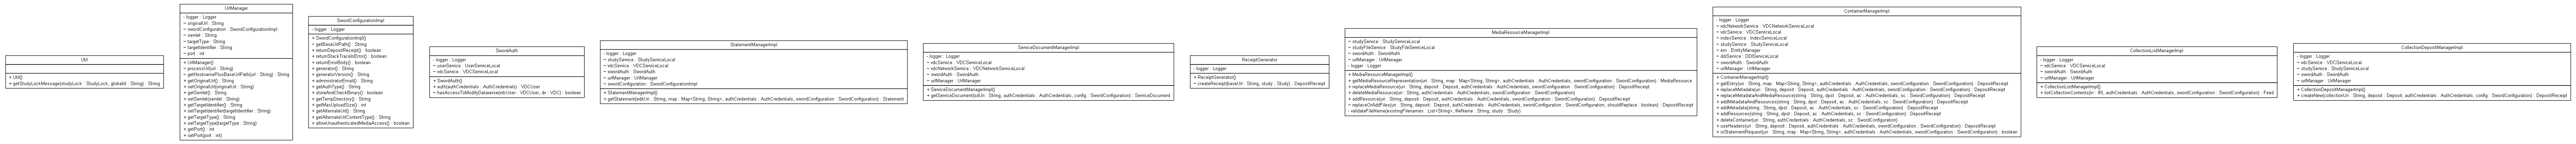 Util
+ Util()
+ getStudyLockMessage(studyLock : StudyLock, globalId : String) : String
UrlManager
- logger : Logger
~ originalUrl : String
~ swordConfiguration : SwordConfigurationImpl
~ servlet : String
~ targetType : String
~ targetIdentifier : String
~ port : int
+ UrlManager()
~ processUrl(url : String)
~ getHostnamePlusBaseUrlPath(url : String) : String
+ getOriginalUrl() : String
+ setOriginalUrl(originalUrl : String)
+ getServlet() : String
+ setServlet(servlet : String)
+ getTargetIdentifier() : String
+ setTargetIdentifier(targetIdentifier : String)
+ getTargetType() : String
+ setTargetType(targetType : String)
+ getPort() : int
+ setPort(port : int)
SwordConfigurationImpl
- logger : Logger
+ SwordConfigurationImpl()
~ getBaseUrlPath() : String
+ returnDepositReceipt() : boolean
+ returnStackTraceInError() : boolean
+ returnErrorBody() : boolean
+ generator() : String
+ generatorVersion() : String
+ administratorEmail() : String
+ getAuthType() : String
+ storeAndCheckBinary() : boolean
+ getTempDirectory() : String
+ getMaxUploadSize() : int
+ getAlternateUrl() : String
+ getAlternateUrlContentType() : String
+ allowUnauthenticatedMediaAccess() : boolean
SwordAuth
- logger : Logger
~ userService : UserServiceLocal
~ vdcService : VDCServiceLocal
+ SwordAuth()
+ auth(authCredentials : AuthCredentials) : VDCUser
~ hasAccessToModifyDataverse(vdcUser : VDCUser, dv : VDC) : boolean
StatementManagerImpl
- logger : Logger
~ studyService : StudyServiceLocal
~ vdcService : VDCServiceLocal
~ swordAuth : SwordAuth
~ urlManager : UrlManager
~ swordConfiguration : SwordConfigurationImpl
+ StatementManagerImpl()
+ getStatement(editUri : String, map : Map<String, String>, authCredentials : AuthCredentials, swordConfiguration : SwordConfiguration) : Statement
ServiceDocumentManagerImpl
- logger : Logger
~ vdcService : VDCServiceLocal
~ vdcNetworkService : VDCNetworkServiceLocal
~ swordAuth : SwordAuth
~ urlManager : UrlManager
+ ServiceDocumentManagerImpl()
+ getServiceDocument(sdUri : String, authCredentials : AuthCredentials, config : SwordConfiguration) : ServiceDocument
ReceiptGenerator
- logger : Logger
+ ReceiptGenerator()
~ createReceipt(baseUrl : String, study : Study) : DepositReceipt
MediaResourceManagerImpl
~ studyService : StudyServiceLocal
~ studyFileService : StudyFileServiceLocal
~ swordAuth : SwordAuth
~ urlManager : UrlManager
- logger : Logger
+ MediaResourceManagerImpl()
+ getMediaResourceRepresentation(uri : String, map : Map<String, String>, authCredentials : AuthCredentials, swordConfiguration : SwordConfiguration) : MediaResource
+ replaceMediaResource(uri : String, deposit : Deposit, authCredentials : AuthCredentials, swordConfiguration : SwordConfiguration) : DepositReceipt
+ deleteMediaResource(uri : String, authCredentials : AuthCredentials, swordConfiguration : SwordConfiguration)
+ addResource(uri : String, deposit : Deposit, authCredentials : AuthCredentials, swordConfiguration : SwordConfiguration) : DepositReceipt
~ replaceOrAddFiles(uri : String, deposit : Deposit, authCredentials : AuthCredentials, swordConfiguration : SwordConfiguration, shouldReplace : boolean) : DepositReceipt
- validateFileName(existingFilenames : List<String>, fileName : String, study : Study)
ContainerManagerImpl
- logger : Logger
~ vdcNetworkService : VDCNetworkServiceLocal
~ vdcService : VDCServiceLocal
~ indexService : IndexServiceLocal
~ studyService : StudyServiceLocal
~ em : EntityManager
~ ddiService : DDIServiceLocal
~ swordAuth : SwordAuth
~ urlManager : UrlManager
+ ContainerManagerImpl()
+ getEntry(uri : String, map : Map<String, String>, authCredentials : AuthCredentials, swordConfiguration : SwordConfiguration) : DepositReceipt
+ replaceMetadata(uri : String, deposit : Deposit, authCredentials : AuthCredentials, swordConfiguration : SwordConfiguration) : DepositReceipt
+ replaceMetadataAndMediaResource(string : String, dpst : Deposit, ac : AuthCredentials, sc : SwordConfiguration) : DepositReceipt
+ addMetadataAndResources(string : String, dpst : Deposit, ac : AuthCredentials, sc : SwordConfiguration) : DepositReceipt
+ addMetadata(string : String, dpst : Deposit, ac : AuthCredentials, sc : SwordConfiguration) : DepositReceipt
+ addResources(string : String, dpst : Deposit, ac : AuthCredentials, sc : SwordConfiguration) : DepositReceipt
+ deleteContainer(uri : String, authCredentials : AuthCredentials, sc : SwordConfiguration)
+ useHeaders(uri : String, deposit : Deposit, authCredentials : AuthCredentials, swordConfiguration : SwordConfiguration) : DepositReceipt
+ isStatementRequest(uri : String, map : Map<String, String>, authCredentials : AuthCredentials, swordConfiguration : SwordConfiguration) : boolean
CollectionListManagerImpl
- logger : Logger
~ vdcService : VDCServiceLocal
~ swordAuth : SwordAuth
~ urlManager : UrlManager
+ CollectionListManagerImpl()
+ listCollectionContents(iri : IRI, authCredentials : AuthCredentials, swordConfiguration : SwordConfiguration) : Feed
CollectionDepositManagerImpl
- logger : Logger
~ vdcService : VDCServiceLocal
~ studyService : StudyServiceLocal
~ swordAuth : SwordAuth
~ urlManager : UrlManager
+ CollectionDepositManagerImpl()
+ createNew(collectionUri : String, deposit : Deposit, authCredentials : AuthCredentials, config : SwordConfiguration) : DepositReceipt